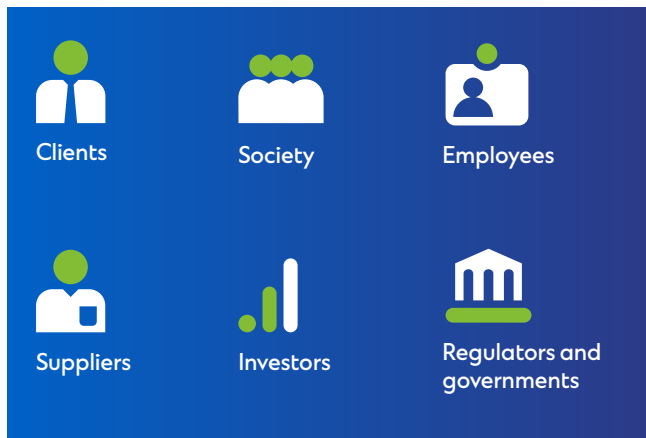 Clients
Society
Employees
Suppliers
Investors
Regulators and
governments